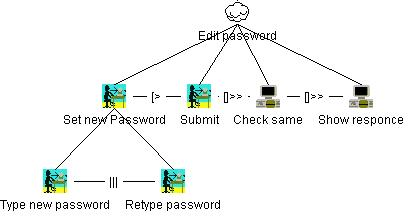 Edit password
[> []>> []>>
Set new Password Submit Check same Show responce
|||
Type new password Retype password